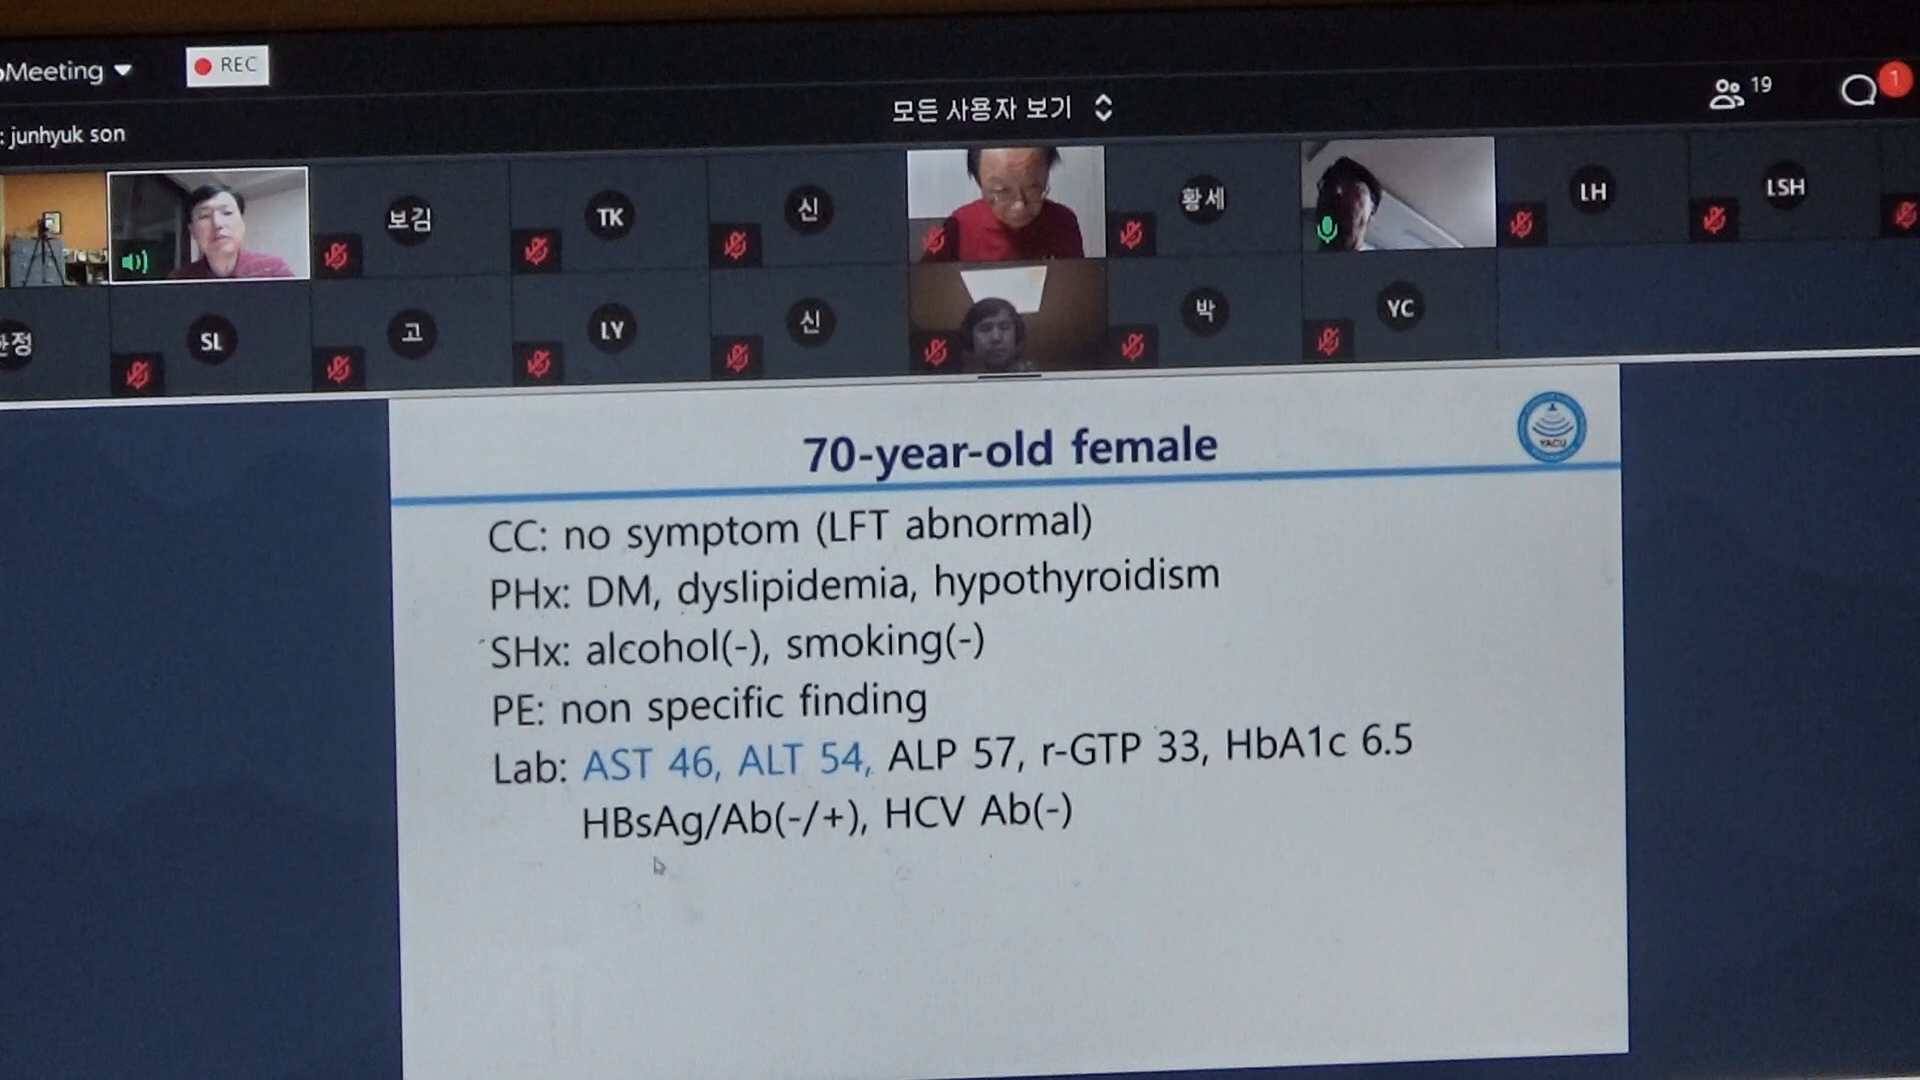 Meeting
REC
모든 사용자 보기
19
1
: junhyuk son
보김
TK
신
황세
LH
LSH
정
SL
고
LY
신
박
YC
70-year-old female
YACU
CC: no symptom (LFT abnormal)
PHx: DM, dyslipidemia, hypothyroidism
SHx: alcohol(-), smoking(-)
PE: non specific finding
Lab: AST 46, ALT 54, ALP 57, r-GTP 33, HbA1c 6.5
HBsAg/Ab(-/+), HCV Ab(-)